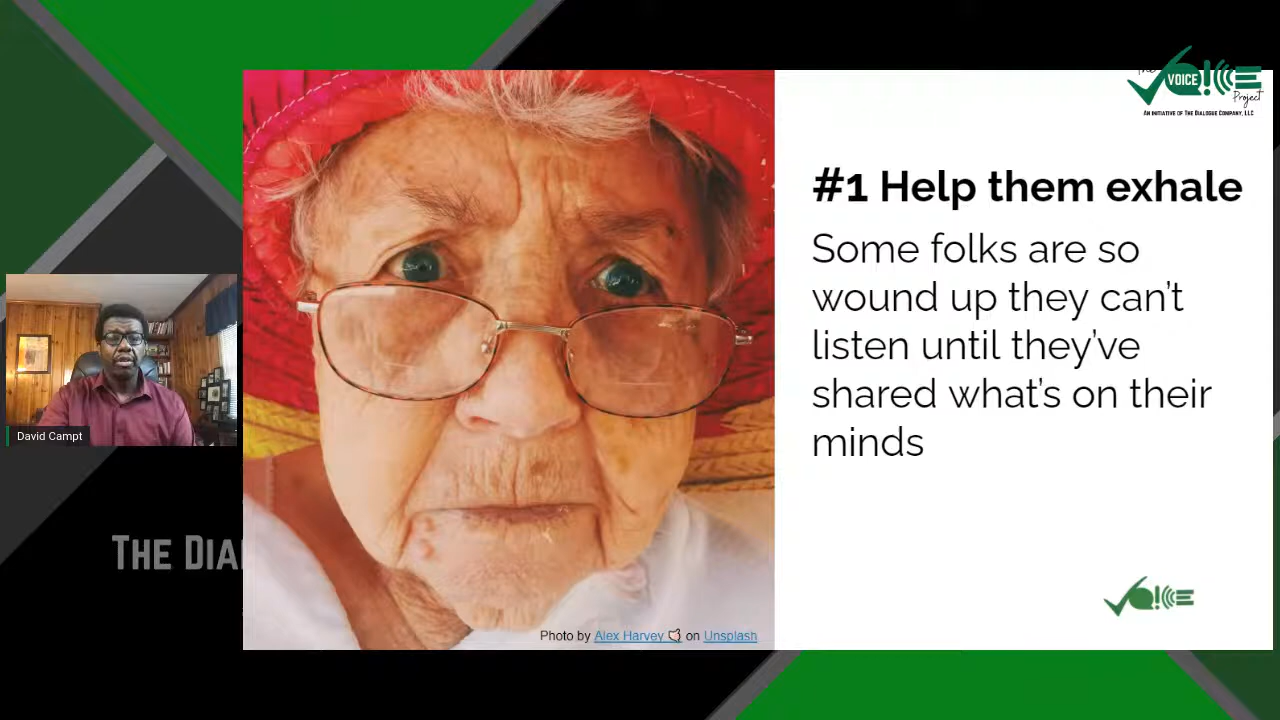 VOICE
Project
AN INITIATIVE OF THE DIALOGUE COMPANY, LLC
#1 Help them exhale
Some folks are so
wound up they can't
listen until they've
shared what's on their
minds
David Campt
THE DIA
Photo by Alex Harvey on Unsplash